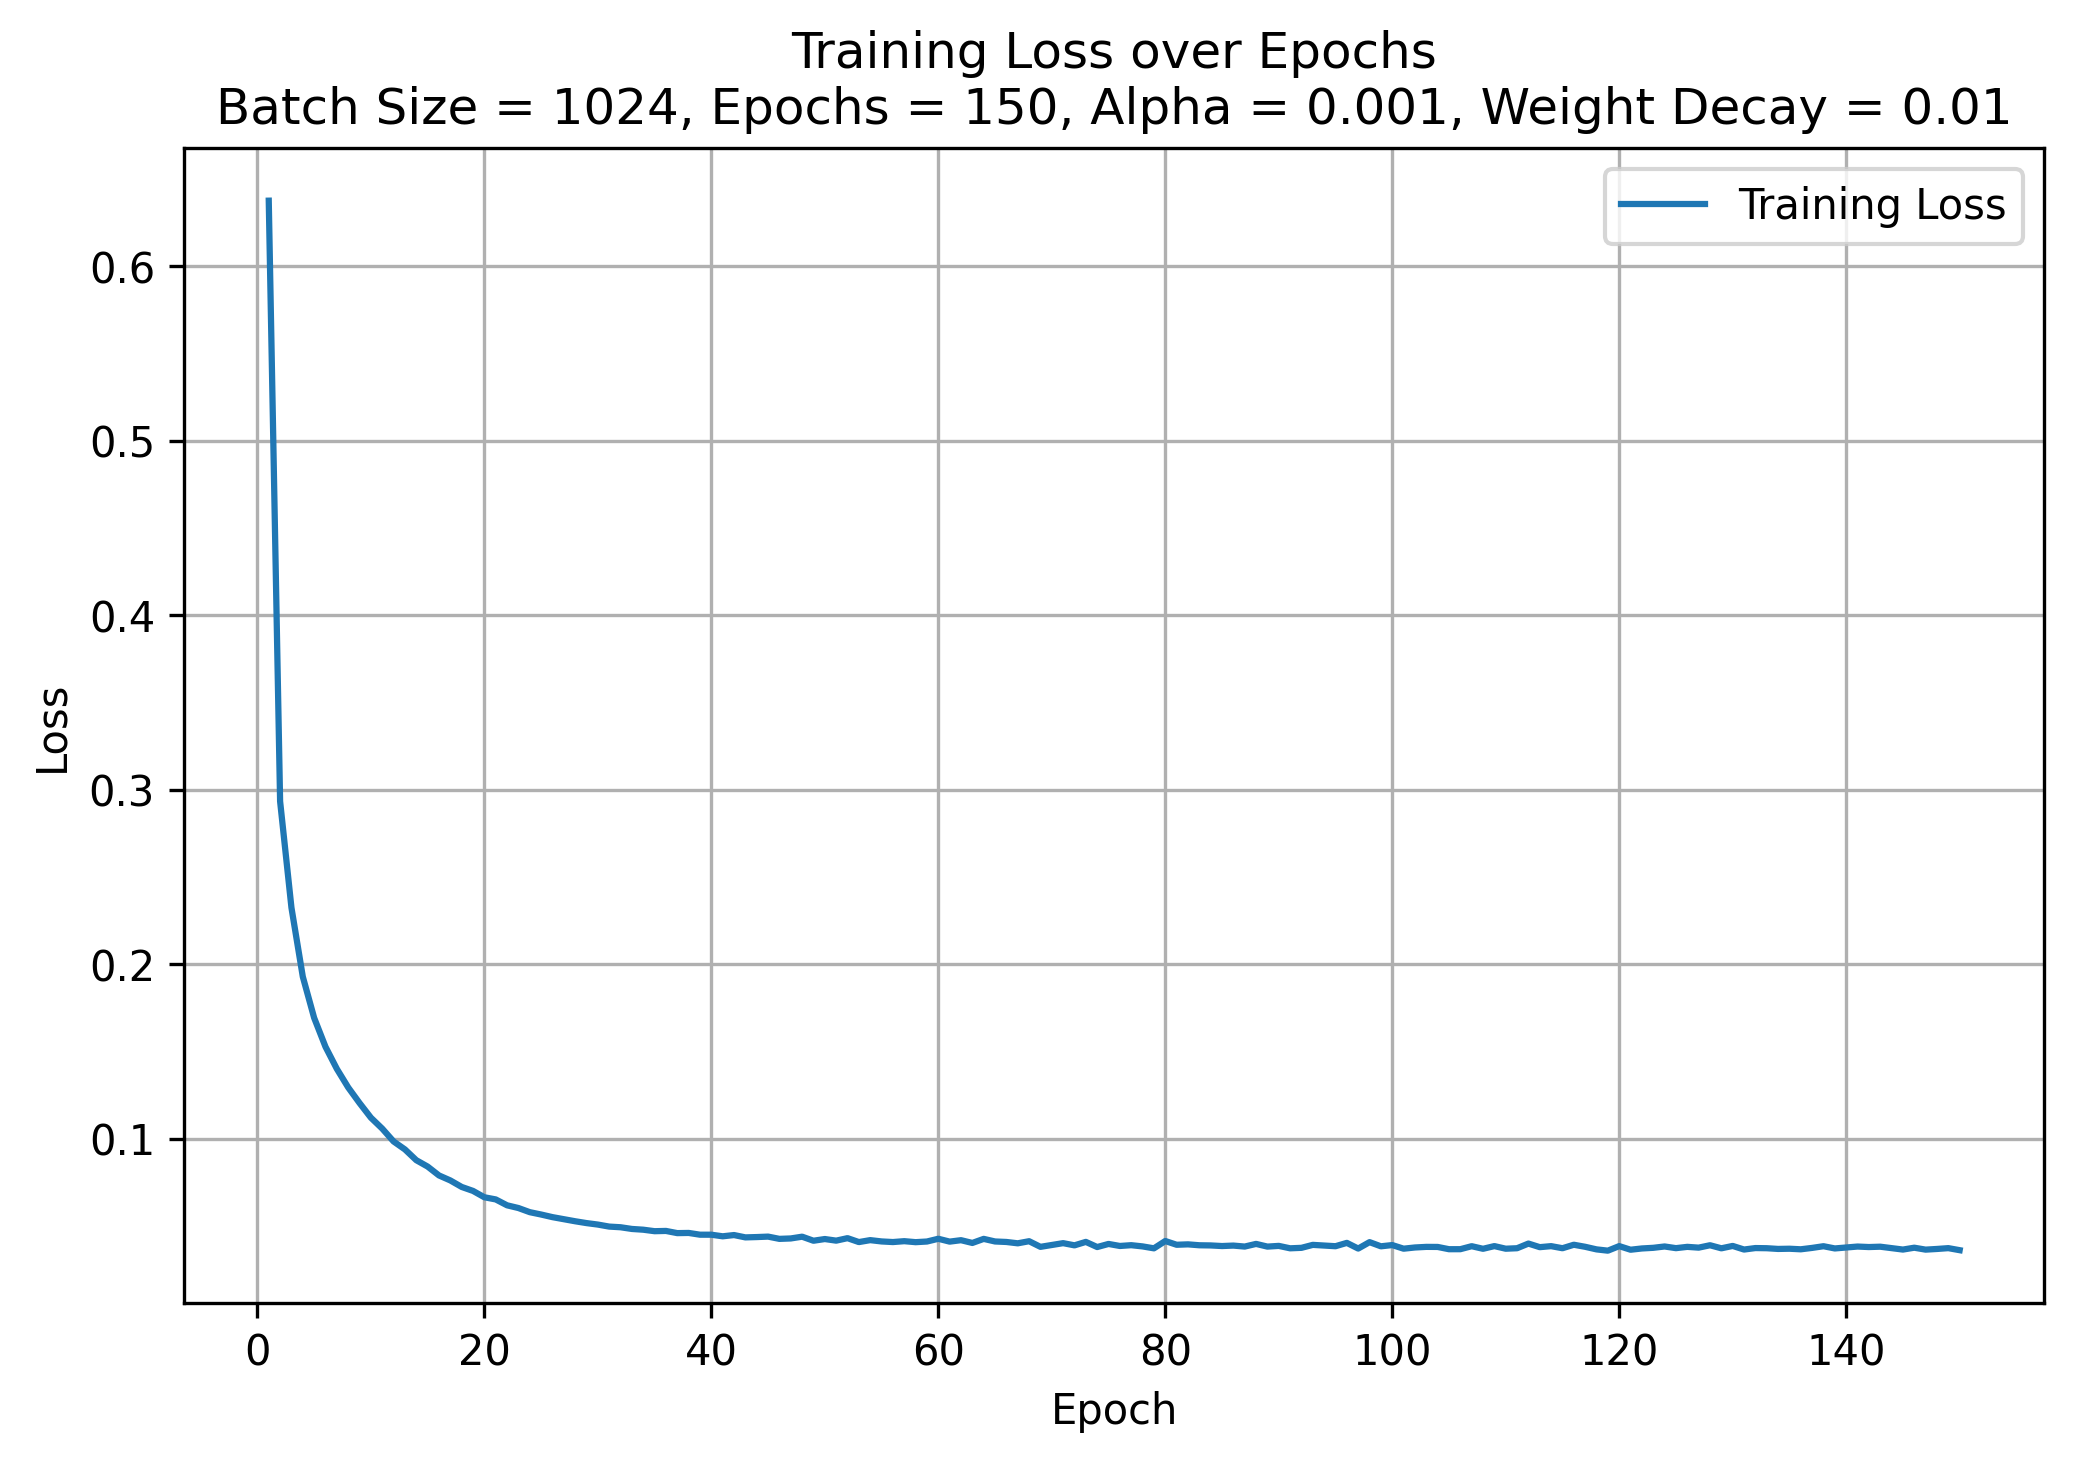 Training Loss over Epochs
Batch Size = 1024, Epochs = 150, Alpha = 0.001, Weight Decay = 0.01
Training Loss
0.6
0.5
0.4
0.3
0.2
0.1
Loss
0 20 40 60 80 100 120 140
Epoch